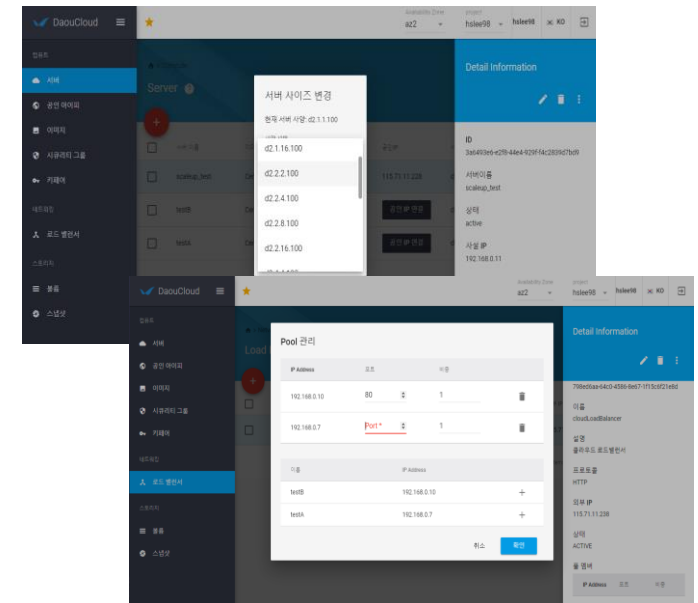 DaouCloud
Availability Zone
az2
project
hslee98
hslee98
KO
컴퓨트
서버
공인 아이피
이미지
시큐리티 그룹
키페어
네트워킹
로드 밸런서
스토리지
볼륨
스냅샷
Server
서버 이름
공인IP
scaleup_test
115.71.11.228
testB
공인 IP 연결
testA
공인 IP 연결
서버 사이즈 변경
현재 서버 사양: d2.1.1.100
d2.1.16.100
d2.2.2.100
d2.2.4.100
d2.2.8.100
d2.2.16.100
Detail Information
ID
서버이름
scaleup_test
상태
active
사설 IP
192.168.0.11
DaouCloud
Availability Zone
az2
project
hslee98
hslee98
KO
컴퓨트
서버
공인 아이피
이미지
시큐리티 그룹
키페어
네트워킹
로드 밸런서
스토리지
볼륨
스냅샷
Load
Pool 관리
IP Address 포트 비중
192.168.0.10 80 1
192.168.0.7 Port * 1
이름 IP Address
testB 192.168.0.10 +
testA 192.168.0.7 +
취소 확인
Detail Information
798ed6aa-64c0-4586-8e67-1f15c6f21e8d
이름
cloudLoadBalancer
설명
클라우드 로드밸런서
프로토콜
HTTP
외부 IP
115.71.11.238
상태
ACTIVE
풀 멤버
IP Address 포트 비중